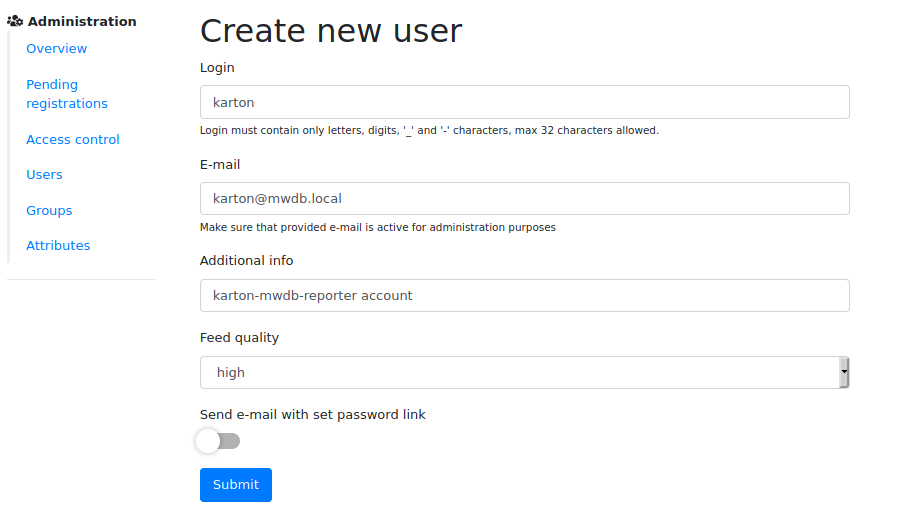 Administration
Overview
Pending
registrations
Access control
Users
Groups
Attributes
Create new user
Login
karton
Login must contain only letters, digits, '_' and '-' characters, max 32 characters allowed.
E-mail
karton@mwdb.local
Make sure that provided e-mail is active for administration purposes
Additional info
karton-mwdb-reporter account
Feed quality
high
Send e-mail with set password link
Submit